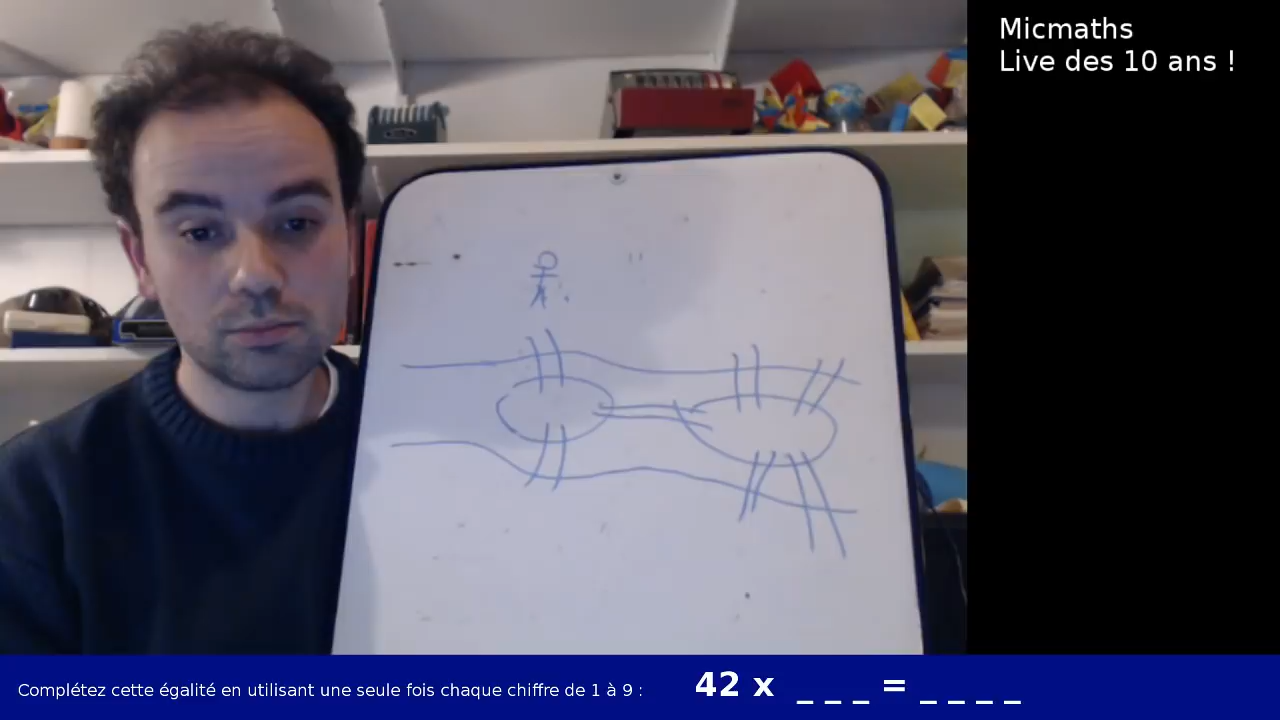 Micmaths
Live des 10 ans !
Complétez cette égalité en utilisant une seule fois chaque chiffre de 1 à 9 : 42 x _ _ _ = _ _ _ _